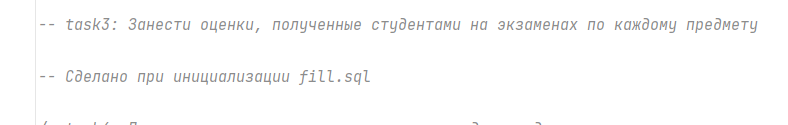 -- task3: Занести оценки, полученные студентами на экзаменах по каждому предмету
-- Сделано при инициализации fill.sql